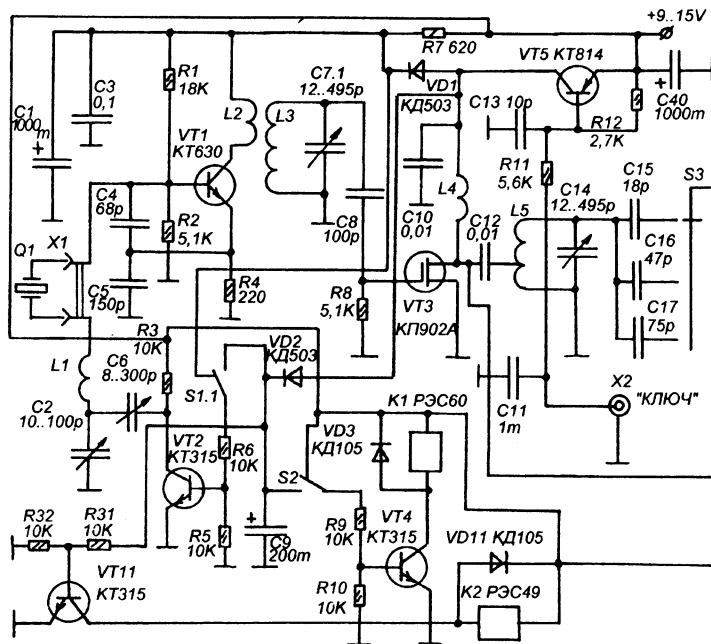 +9..15V
R7 620
VT5 КТ814
C3
0,1
R1
18K
C7.1
12..495p
VD1
КД503
C1
1000m
+
VT1
КТ630
L2
L3
C13 10p
+
C40
1000m
R12
2,7K
R11
5,6K
C15
18p
S3
C4
68p
R2
5,1K
C8
100p
C10
0,01
L4
C12
0,01
L5
C14
12..495p
Q1
X1
C16
47p
C5
150p
R4
220
R8
5,1K
VT3
КП902А
C17
75p
R3
10K
VD2
КД503
L1
C6
8..300p
S1.1
K1 РЭС60
C11
1m
X2
"КЛЮЧ"
C2
10..100p
VT2
КТ315
R6
10K
VD3
КД105
S2
R32
10K
R31
10K
R5
10K
+
C9
200m
R9
10K
VT4
КТ315
VD11 КД105
VT11
КТ315
R10
10K
K2 РЭС49